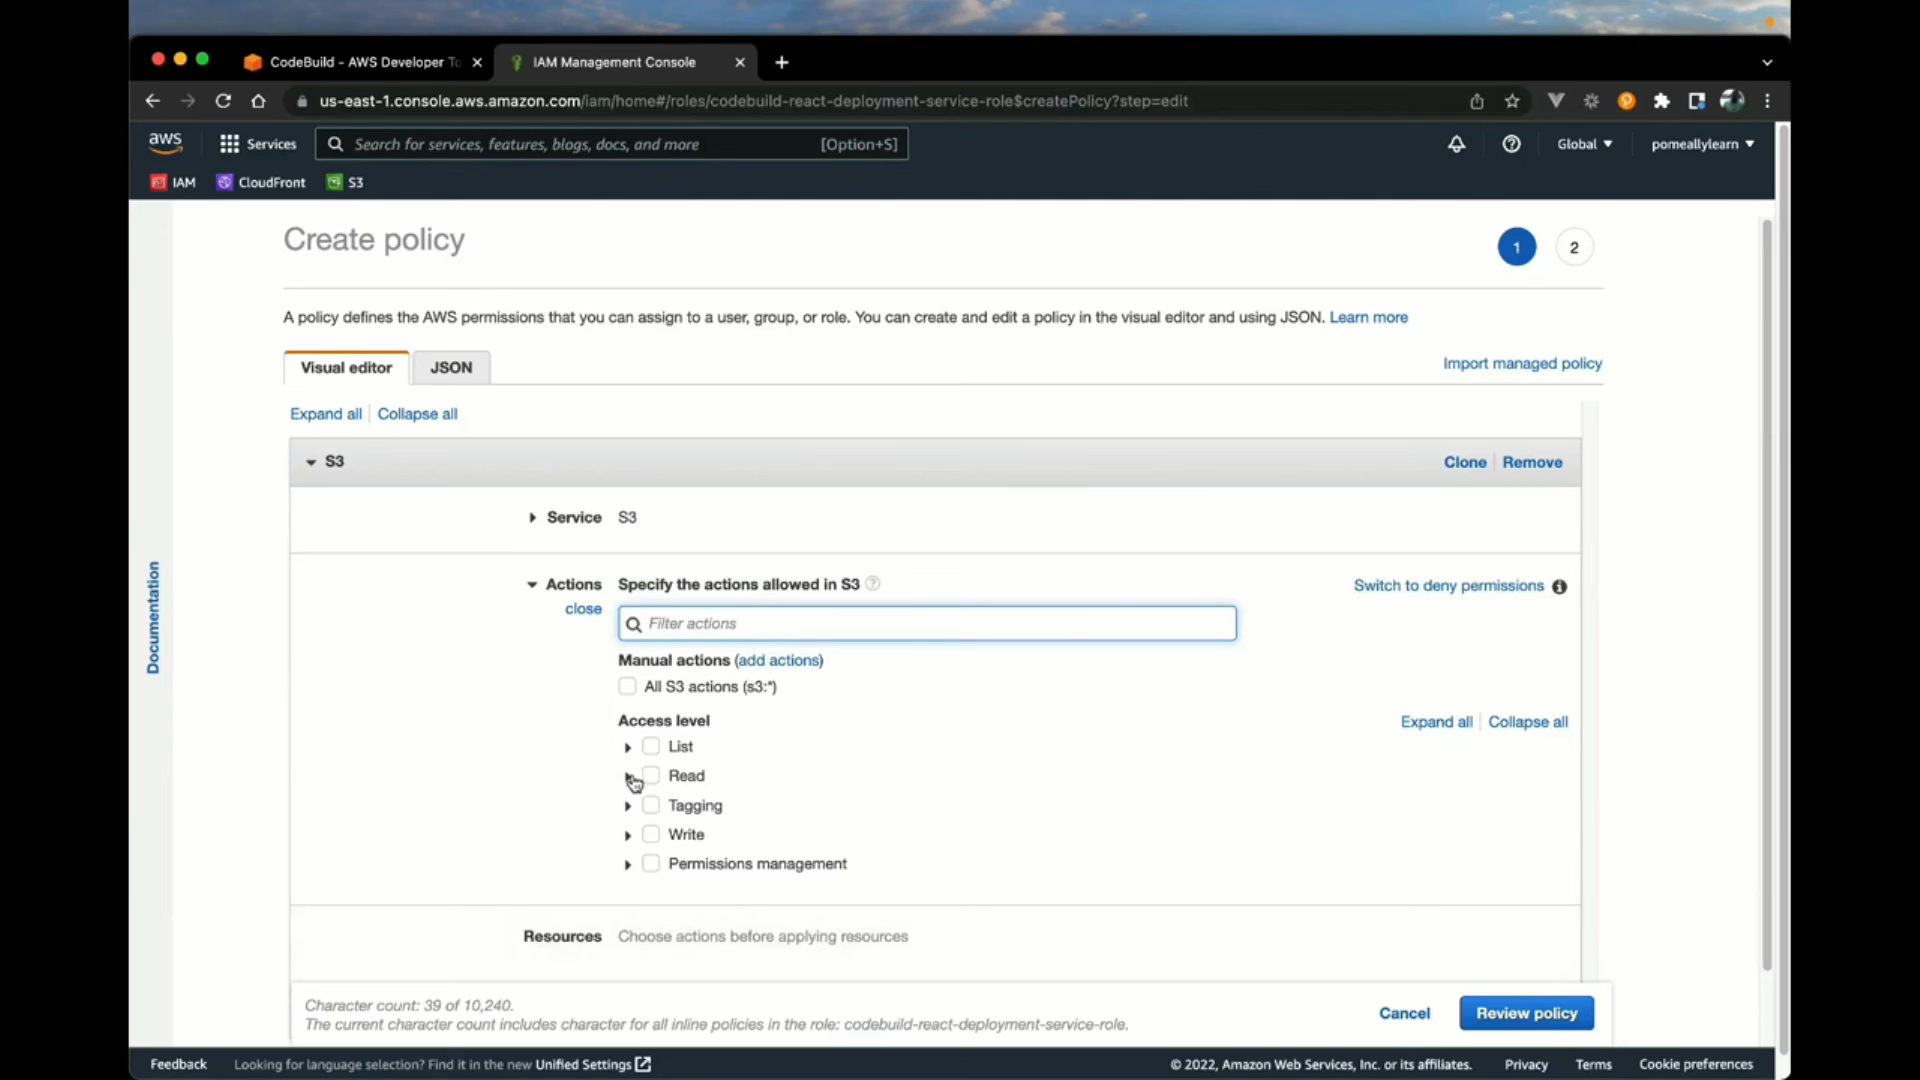 CodeBuild - AWS Developer To
IAM Management Console
us-east-1.console.aws.amazon.com/iam/home#/roles/codebuild-react-deployment-service-role$createPolicy?step=edit
aws
Services
Search for services, features, blogs, docs, and more
[Option+S]
Global
pomeallylearn
IAM
CloudFront
S3
Create policy
1
2
A policy defines the AWS permissions that you can assign to a user, group, or role. You can create and edit a policy in the visual editor and using JSON. Learn more
Visual editor
JSON
Import managed policy
Expand all
Collapse all
S3
Clone
Remove
Service
S3
Actions
Specify the actions allowed in S3
Switch to deny permissions
close
Filter actions
Manual actions (add actions)
All S3 actions (s3:*)
Access level
Expand all
Collapse all
List
Read
Tagging
Write
Permissions management
Resources
Choose actions before applying resources
Documentation
Character count: 39 of 10,240.
The current character count includes character for all inline policies in the role: codebuild-react-deployment-service-role.
Cancel
Review policy
Feedback
Looking for language selection? Find it in the new Unified Settings
© 2022, Amazon Web Services, Inc. or its affiliates.
Privacy
Terms
Cookie preferences